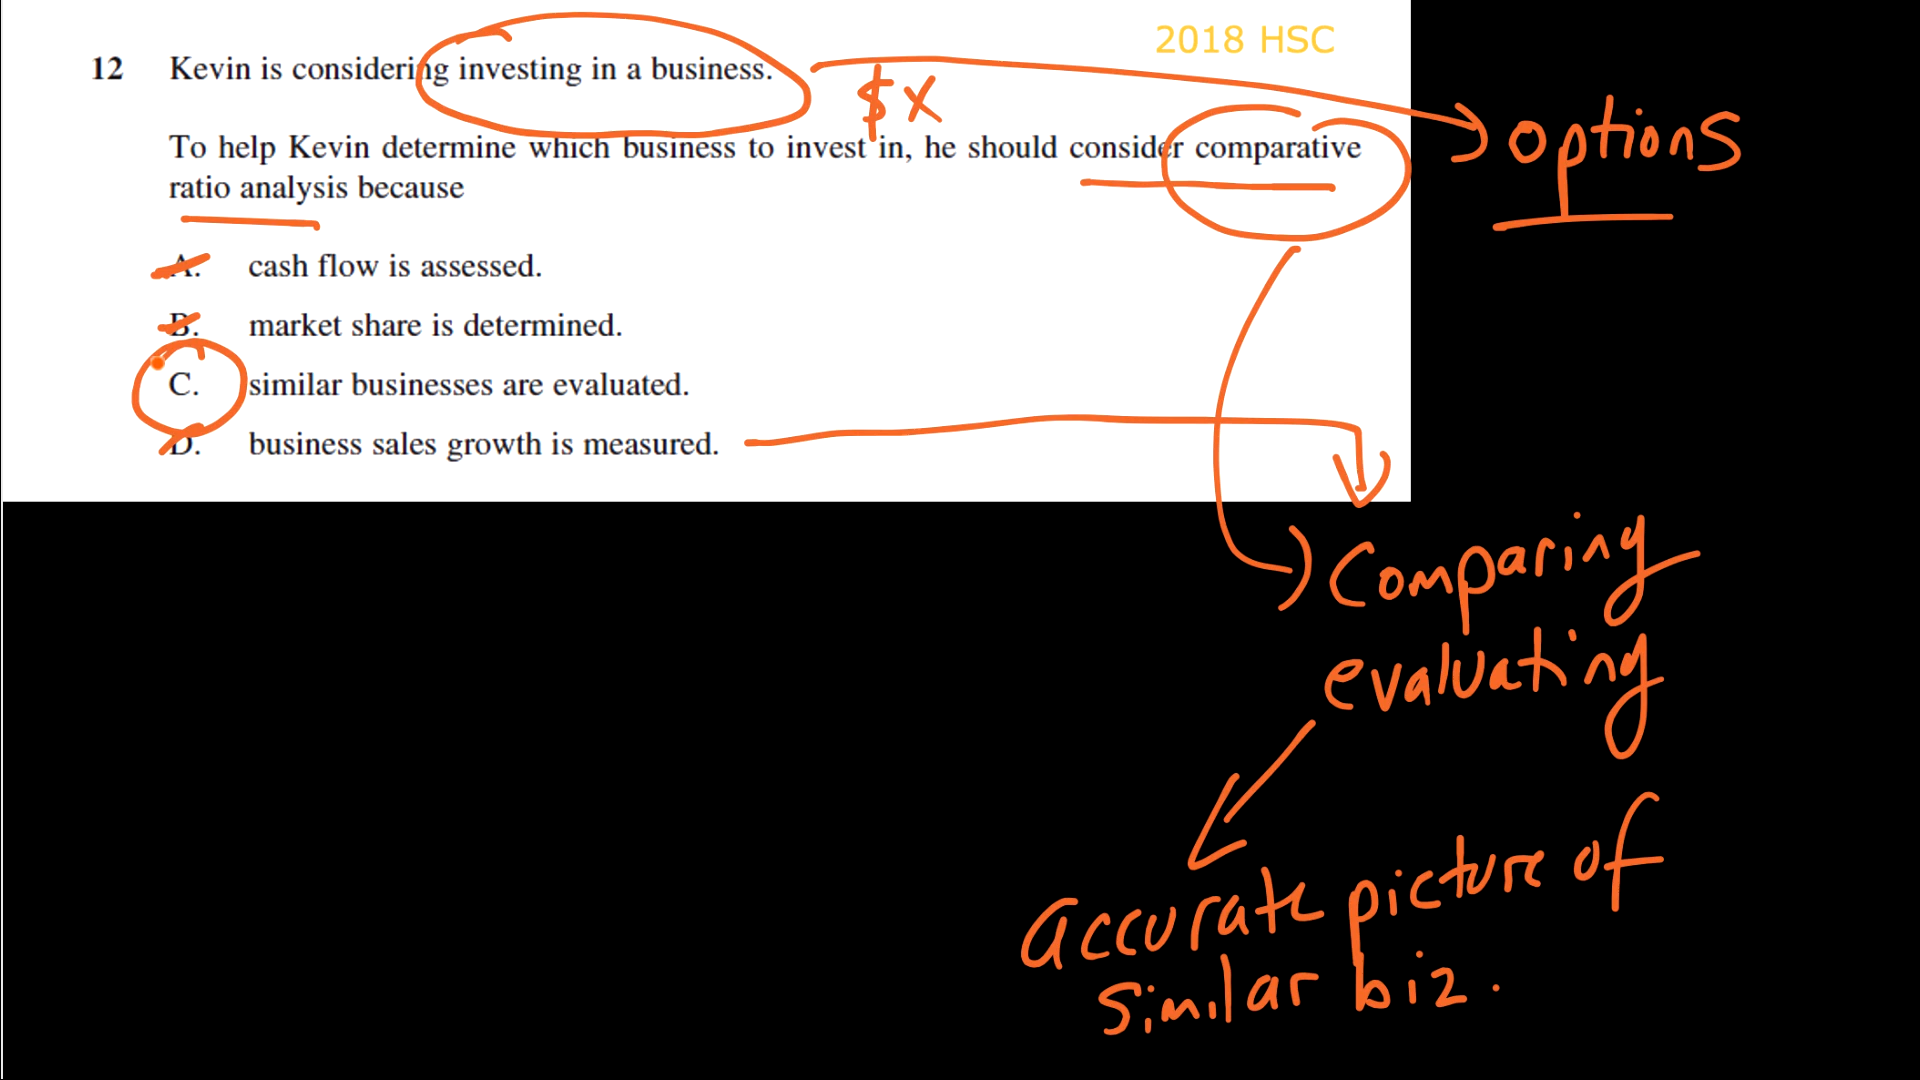 2018 HSC
12 Kevin is considering investing in a business.
$x
options
To help Kevin determine which business to invest in, he should consider comparative
ratio analysis because
A. cash flow is assessed.
B. market share is determined.
C. similar businesses are evaluated.
D. business sales growth is measured.
Comparing
evaluating
accurate picture of
similar biz.